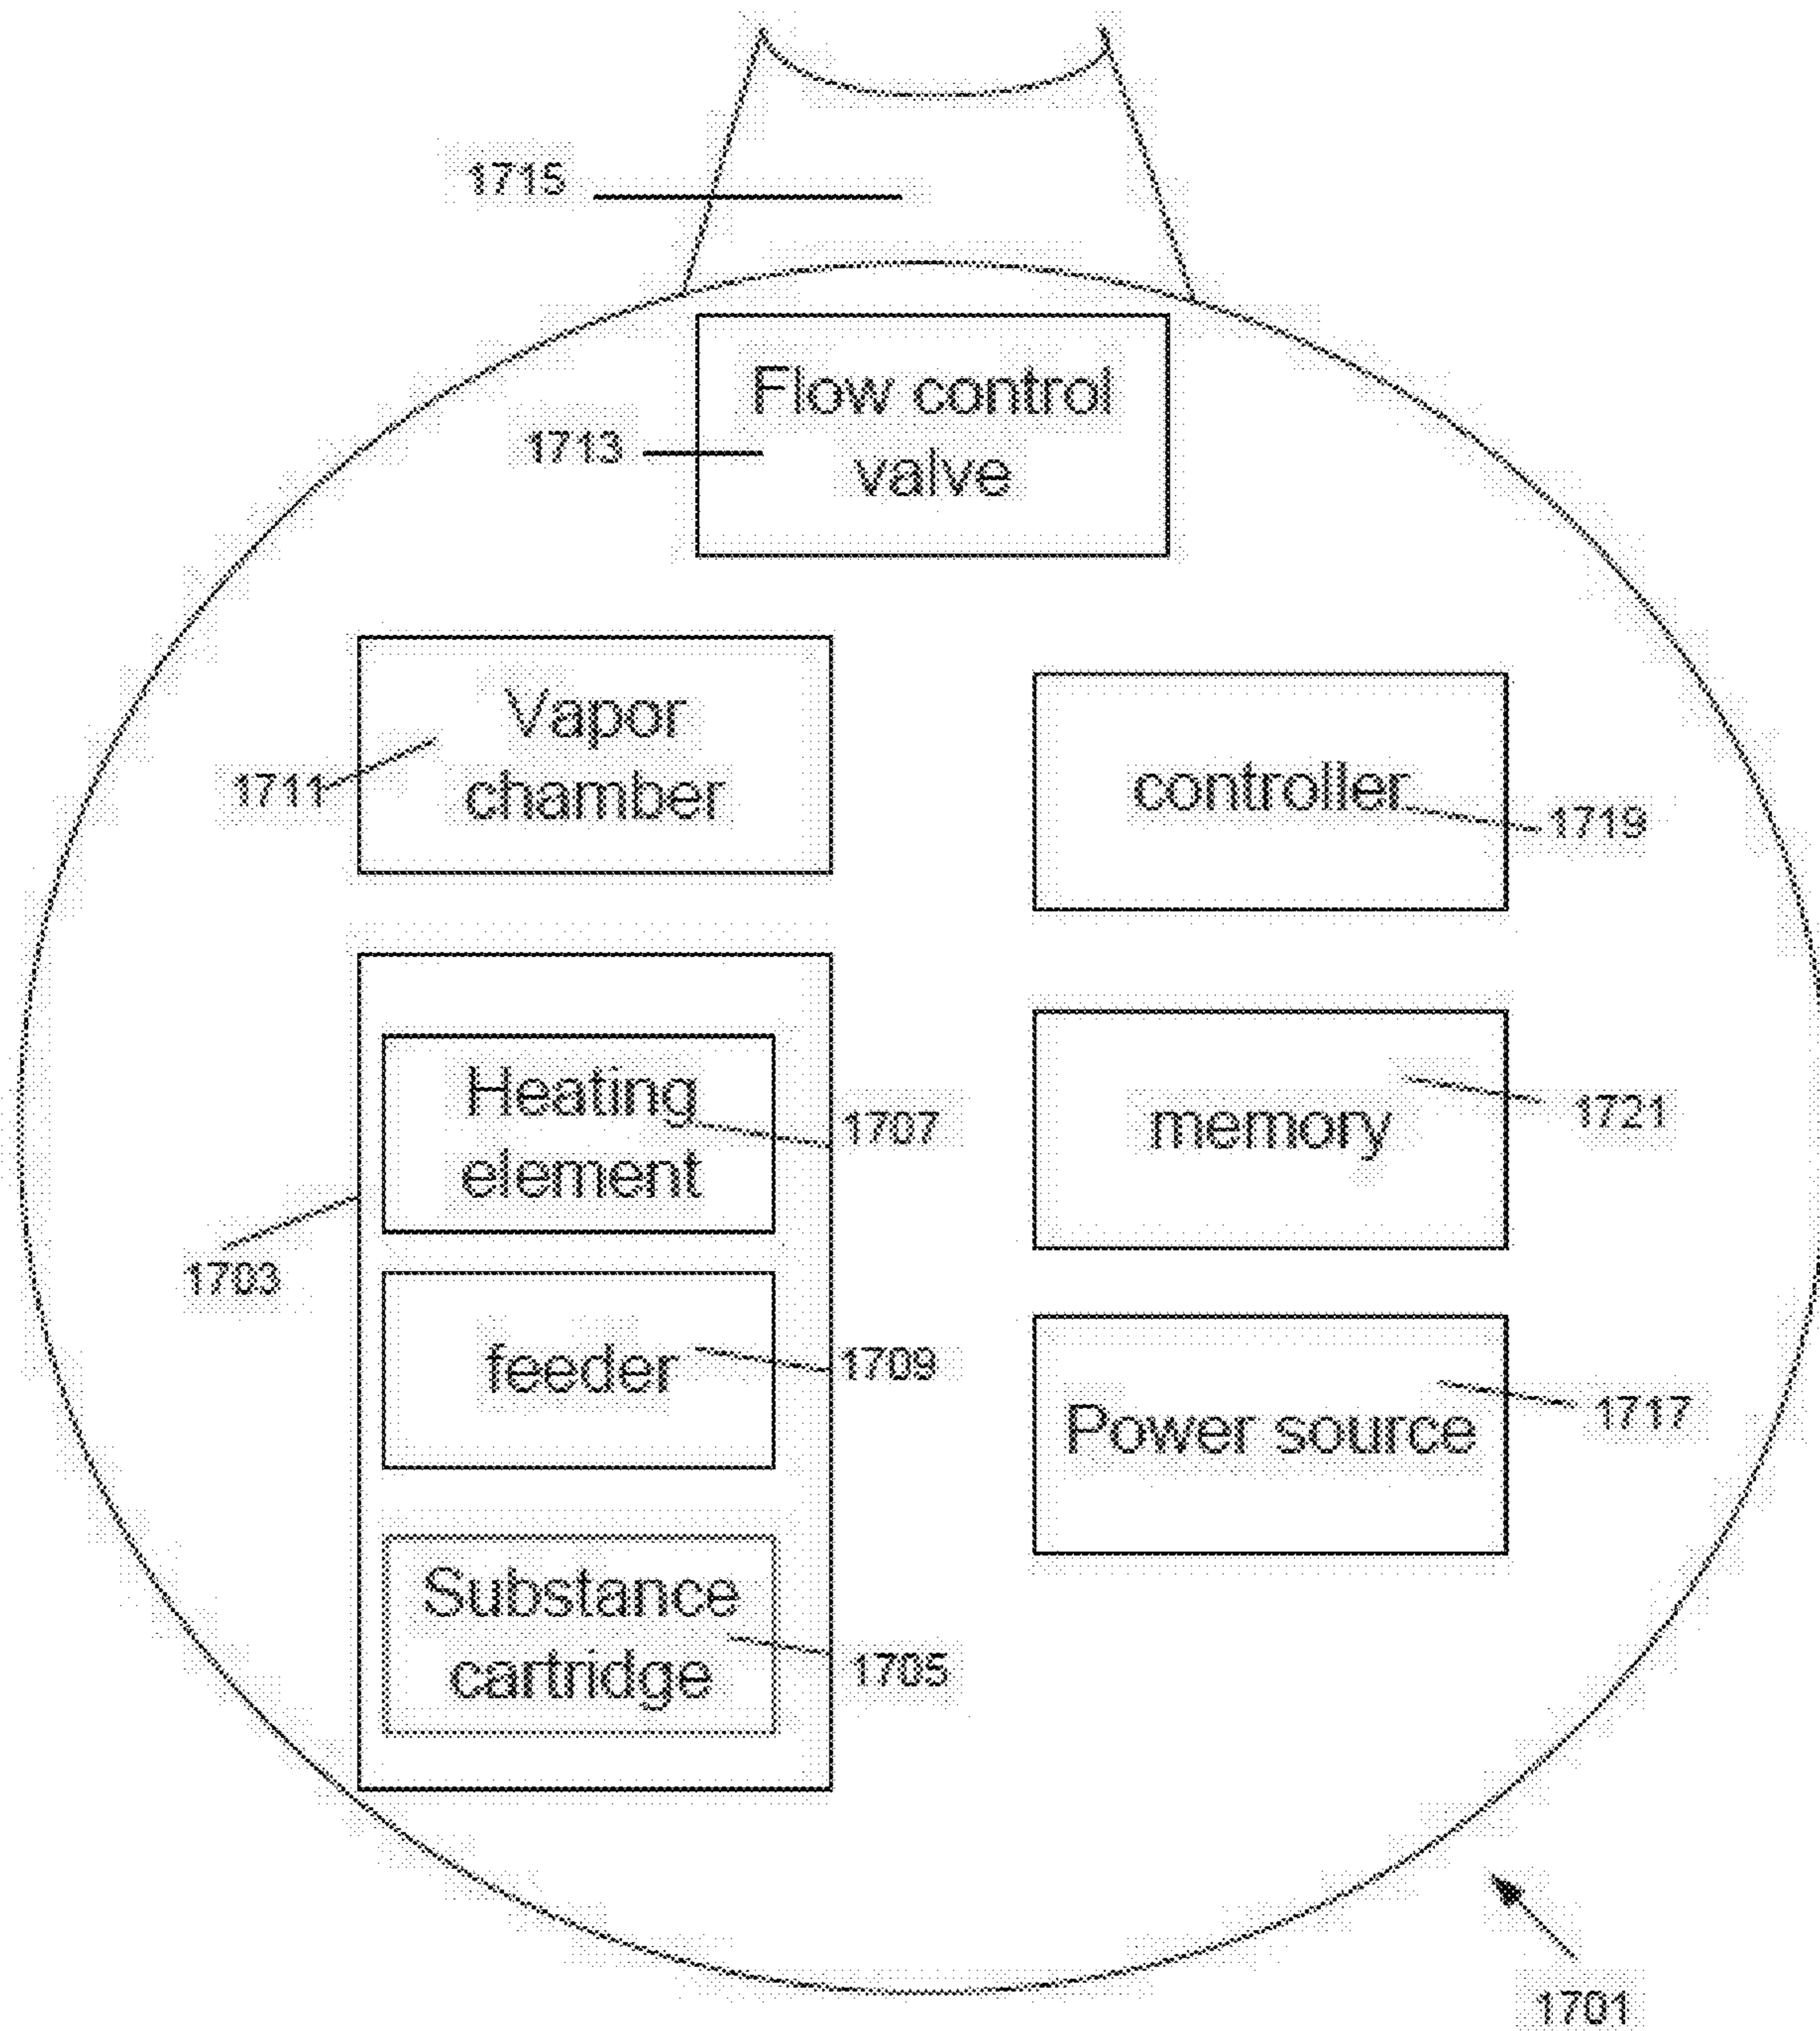 1715
Flow control
valve
1713
Vapor
chamber
1711
controller
1719
Heating
element
1707
1703
feeder
1709
Substance
cartridge
1705
memory
1721
Power source
1717
1701